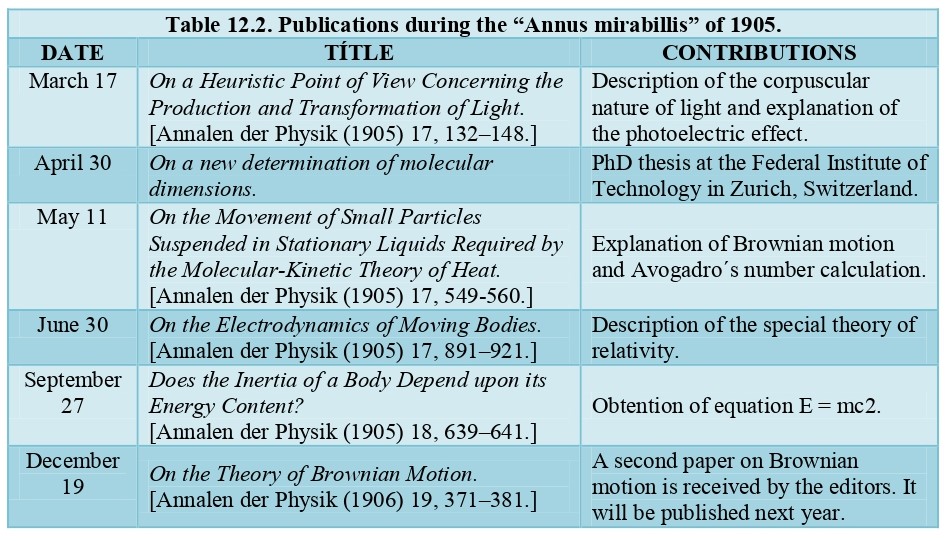 Table 12.2. Publications during the “Annus mirabillis” of 1905.
DATE TÍTLE CONTRIBUTIONS
March 17
On a Heuristic Point of View Concerning the
Production and Transformation of Light.
[Annalen der Physik (1905) 17, 132–148.]
Description of the corpuscular
nature of light and explanation of
the photoelectric effect.
April 30
On a new determination of molecular
dimensions.
PhD thesis at the Federal Institute of
Technology in Zurich, Switzerland.
May 11
On the Movement of Small Particles
Suspended in Stationary Liquids Required by
the Molecular-Kinetic Theory of Heat.
[Annalen der Physik (1905) 17, 549-560.]
Explanation of Brownian motion
and Avogadro´s number calculation.
June 30
On the Electrodynamics of Moving Bodies.
[Annalen der Physik (1905) 17, 891–921.]
Description of the special theory of
relativity.
September
27
Does the Inertia of a Body Depend upon its
Energy Content?
[Annalen der Physik (1905) 18, 639–641.]
Obtention of equation E = mc2.
December
19
On the Theory of Brownian Motion.
[Annalen der Physik (1906) 19, 371–381.]
A second paper on Brownian
motion is received by the editors. It
will be published next year.